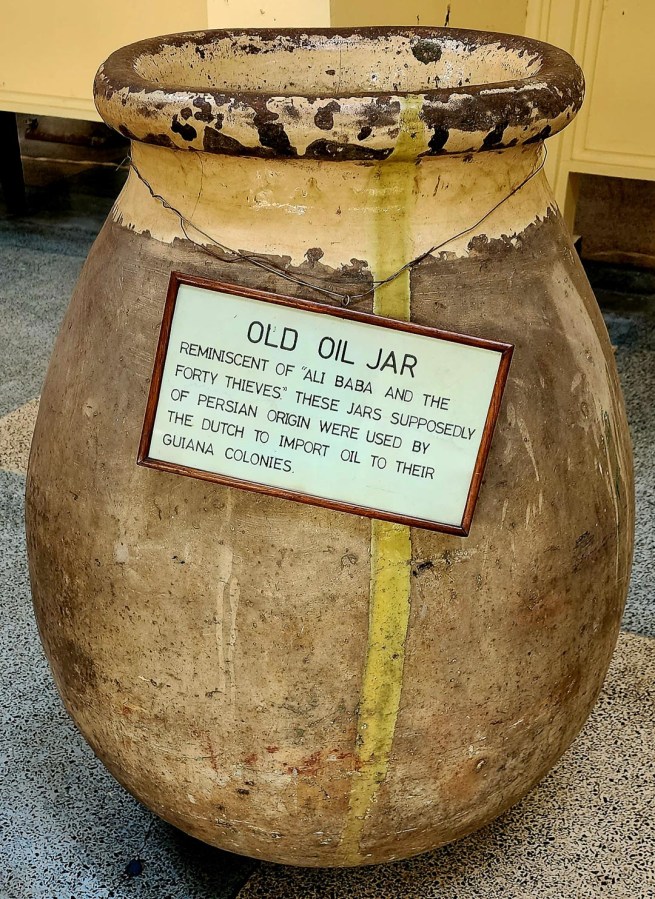 OLD OIL JAR
REMINISCENT OF "ALI BABA AND THE
FORTY THIEVES." THESE JARS SUPPOSEDLY
OF PERSIAN ORIGIN WERE USED BY
THE DUTCH TO IMPORT OIL TO THEIR
GUIANA COLONIES.